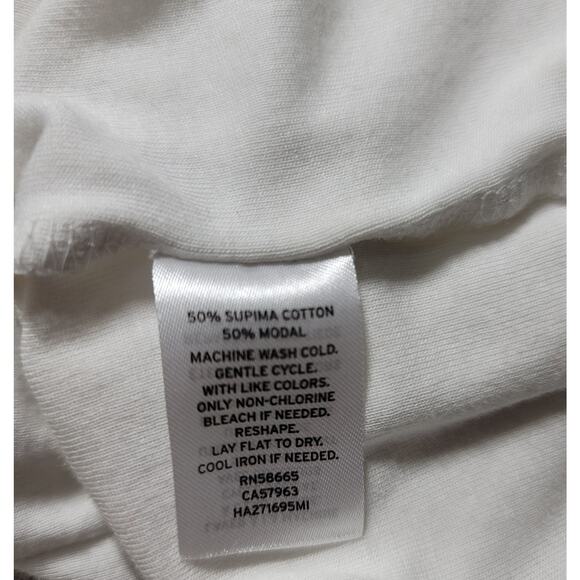 50% SUPIMA COTTON
50% MODAL
MACHINE WASH COLD.
GENTLE CYCLE.
WITH LIKE COLORS.
ONLY NON-CHLORINE
BLEACH IF NEEDED.
RESHAPE.
LAY FLAT TO DRY.
COOL IRON IF NEEDED.
RN58665
CA57963
HA271695MI